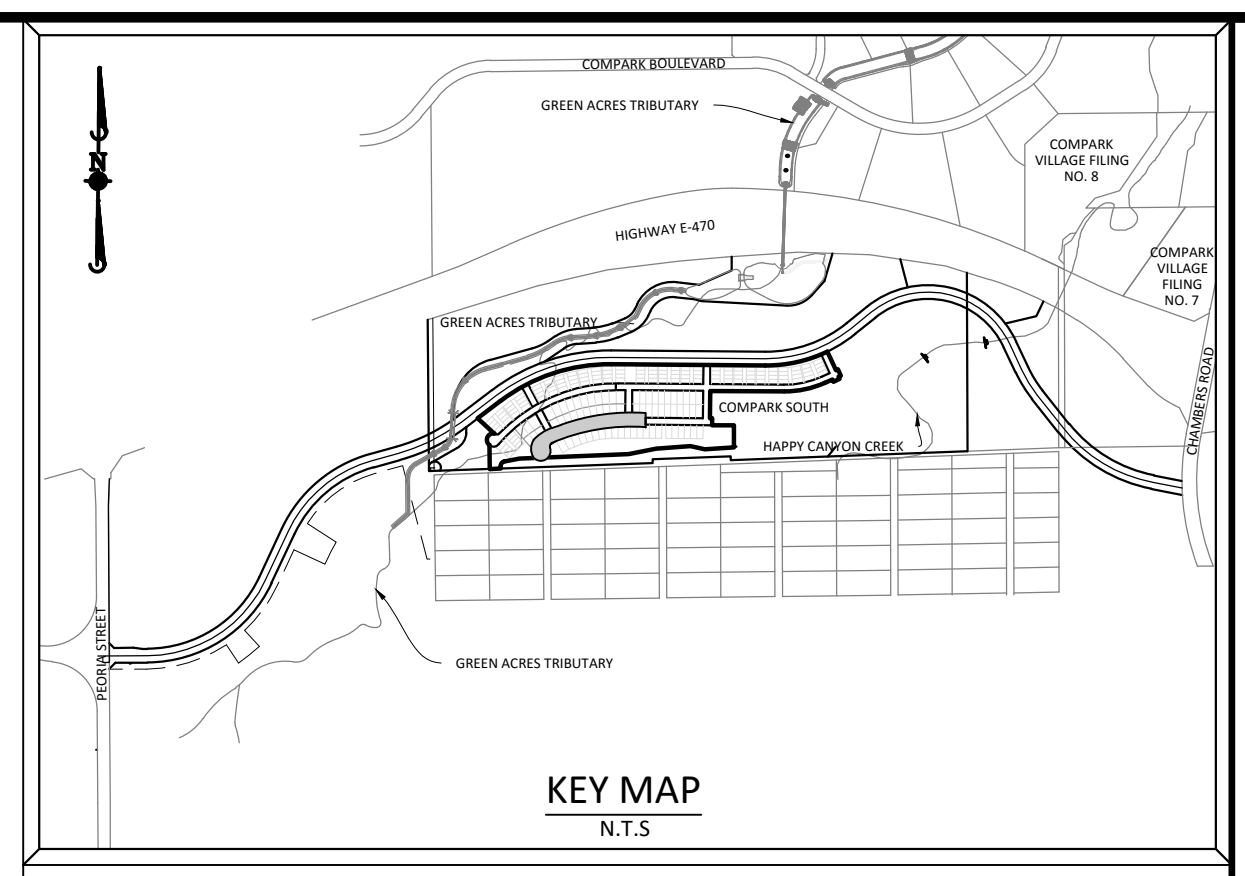 COMPARK BOULEVARD
GREEN ACRES TRIBUTARY
N
COMPARK
VILLAGE FILING
NO. 8
HIGHWAY E-470
COMPARK
VILLAGE
FILING
NO. 7
GREEN ACRES TRIBUTARY
CHAMBERS ROAD
COMPARK SOUTH
HAPPY CANYON CREEK
PEORIA STREET
GREEN ACRES TRIBUTARY
KEY MAP
N.T.S